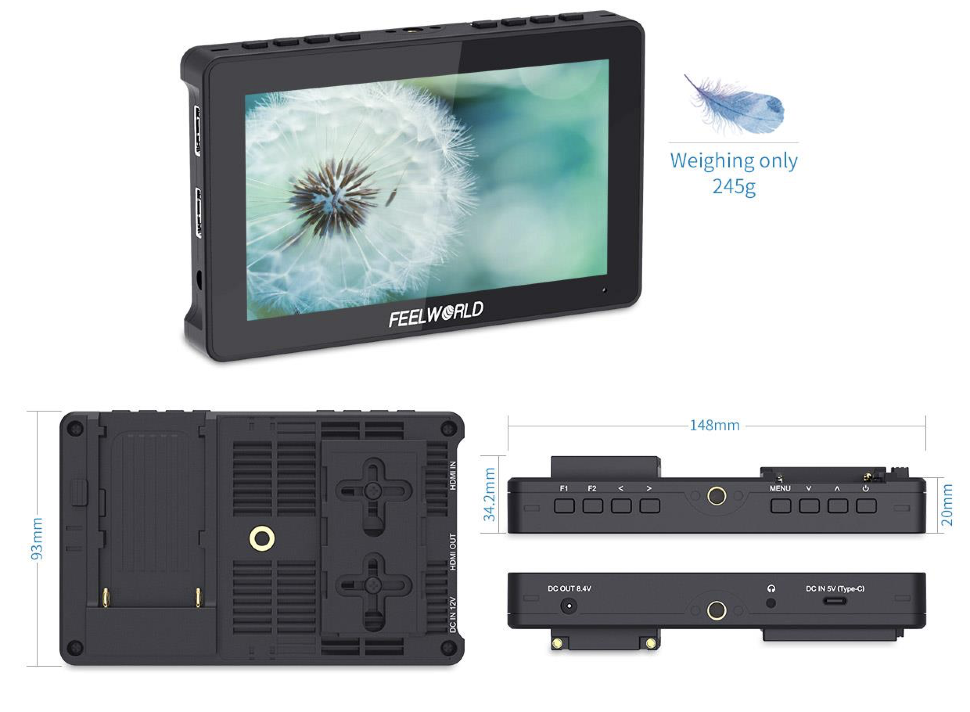 FEELWORLD
Weighing only
245g
93mm
HDMI IN
HDMI OUT
DC IN 12V
148mm
34.2mm
20mm
F1 F2 < > MENU ˅ ˄ ⏻
DC OUT 8.4V
DC IN 5V (Type-C)